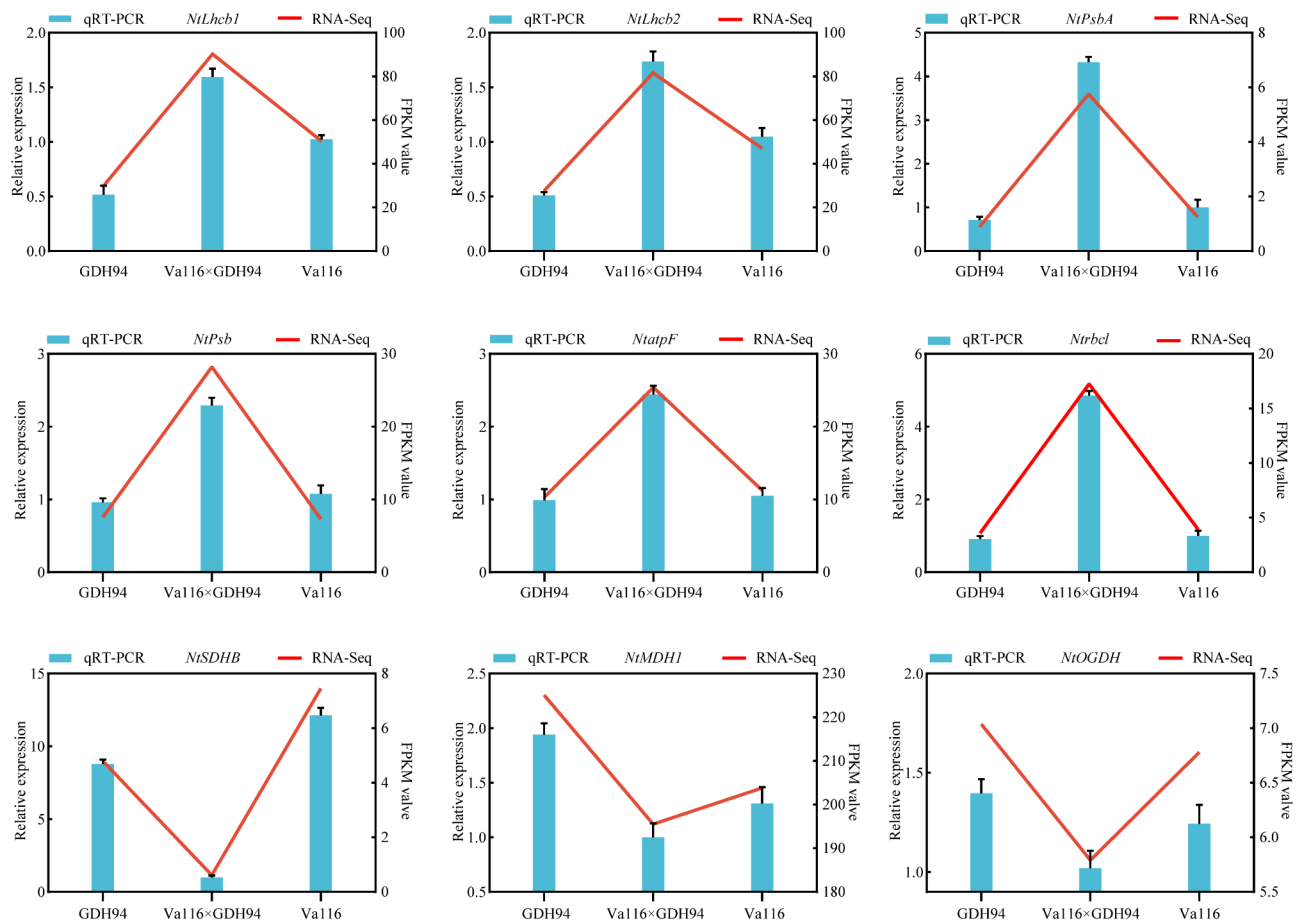 qRT-PCR NtLhcb1 RNA-Seq
2.0 1.5 1.0 0.5 0.0
Relative expression
100 80 60 40 20 0
FPKM value
GDH94 Va116×GDH94 Va116
qRT-PCR NtLhcb2 RNA-Seq
2.0 1.5 1.0 0.5 0.0
Relative expression
100 80 60 40 20 0
FPKM value
GDH94 Va116×GDH94 Va116
qRT-PCR NtPsbA RNA-Seq
5 4 3 2 1 0
Relative expression
8 6 4 2 0
FPKM value
GDH94 Va116×GDH94 Va116
qRT-PCR NtPsb RNA-Seq
3 2 1 0
Relative expression
30 20 10 0
FPKM value
GDH94 Va116×GDH94 Va116
qRT-PCR NtatpF RNA-Seq
3 2 1 0
Relative expression
30 20 10 0
FPKM value
GDH94 Va116×GDH94 Va116
qRT-PCR Ntrbcl RNA-Seq
6 4 2 0
Relative expression
20 15 10 5 0
FPKM value
GDH94 Va116×GDH94 Va116
qRT-PCR NtSDHB RNA-Seq
15 10 5 0
Relative expression
8 6 4 2 0
FPKM valve
GDH94 Va116×GDH94 Va116
qRT-PCR NtMDH1 RNA-Seq
2.5 2.0 1.5 1.0 0.5
Relative expression
230 220 210 200 190 180
FPKM valve
GDH94 Va116×GDH94 Va116
qRT-PCR NtOGDH RNA-Seq
2.0 1.5 1.0
Relative expression
7.5 7.0 6.5 6.0 5.5
FPKM valve
GDH94 Va116×GDH94 Va116